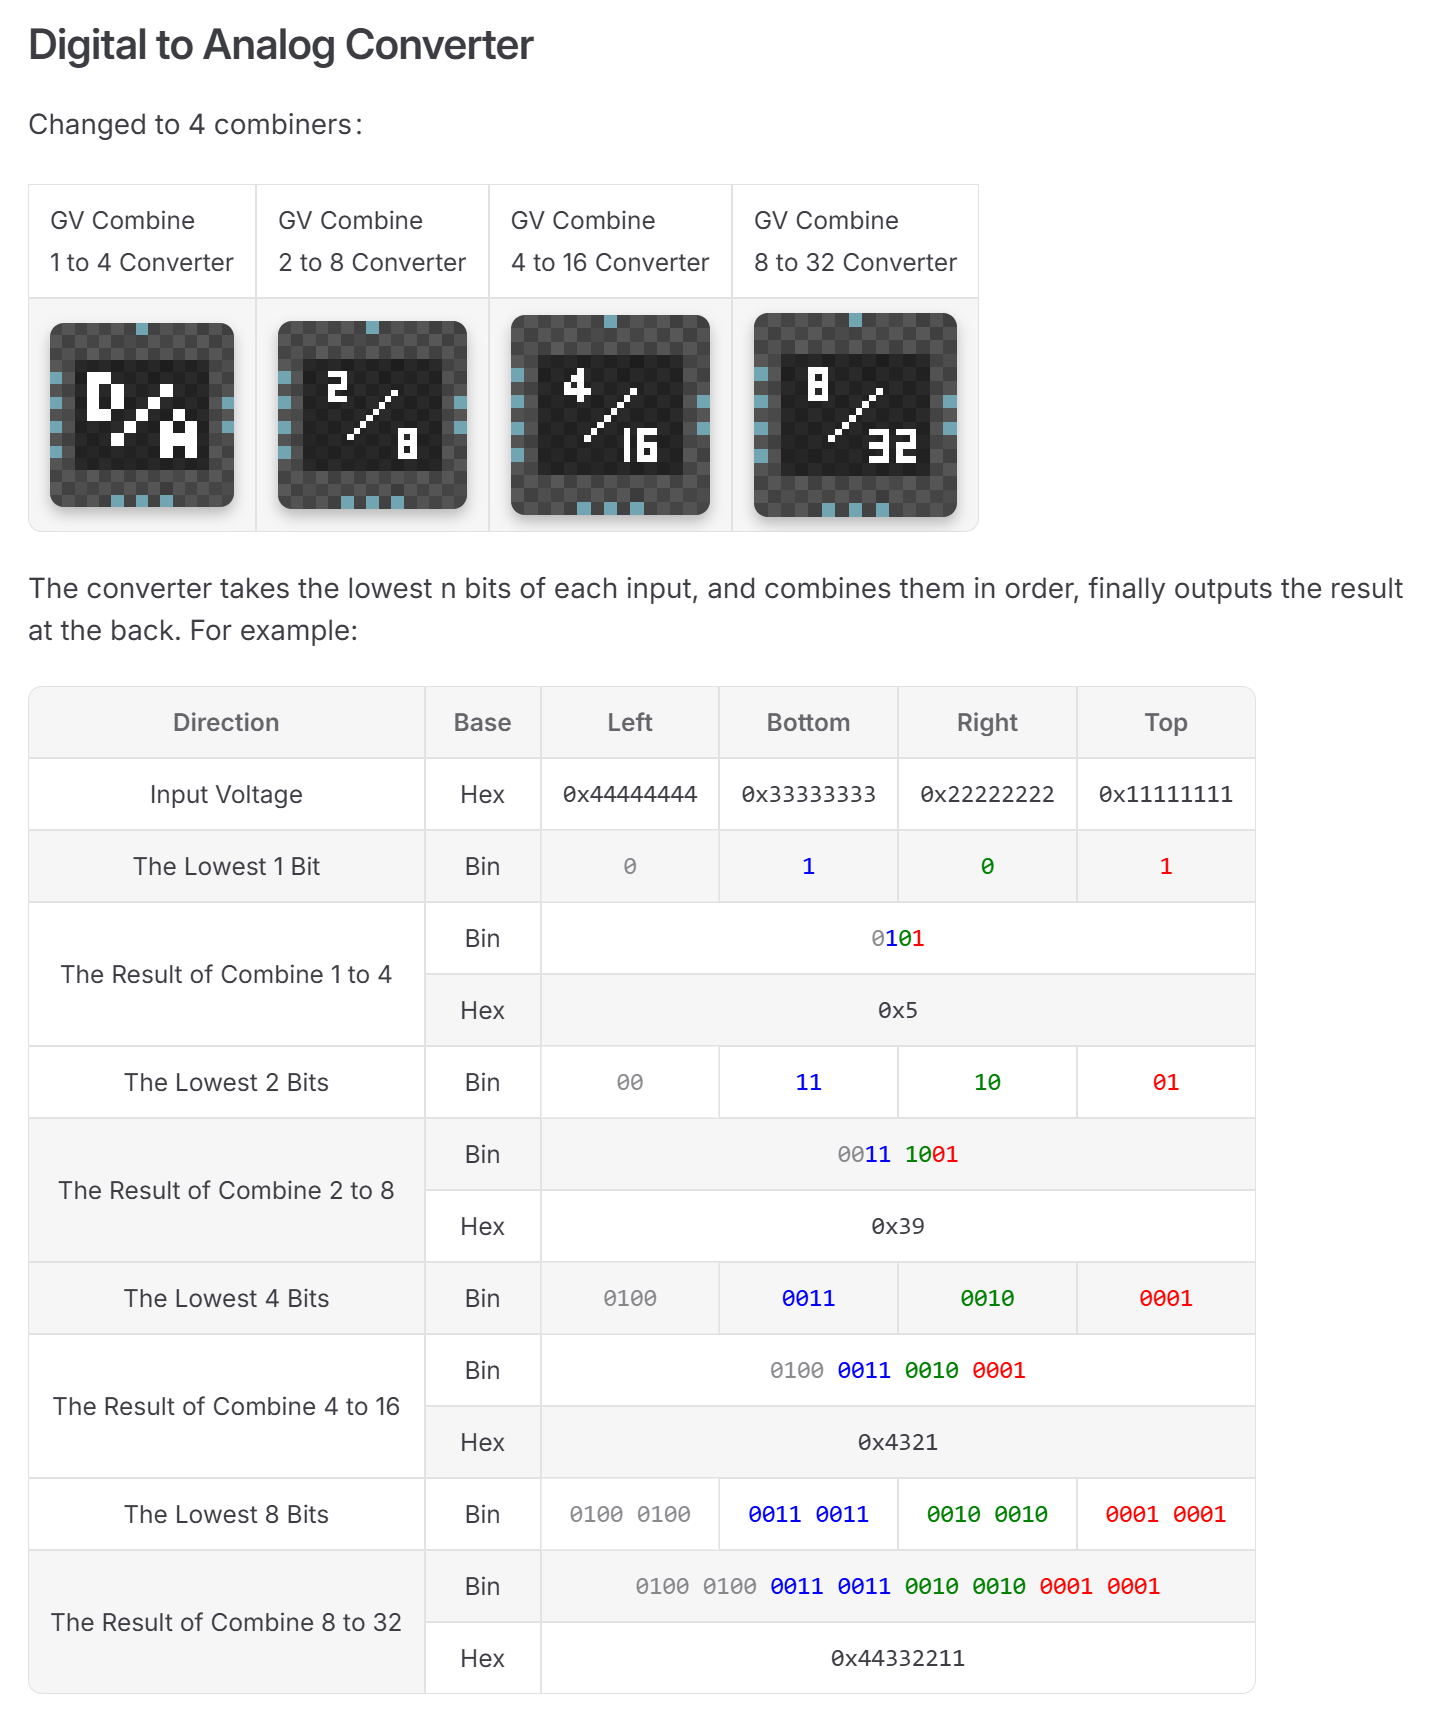 Digital to Analog Converter
Changed to 4 combiners:
GV Combine
1 to 4 Converter
GV Combine
2 to 8 Converter
GV Combine
4 to 16 Converter
GV Combine
8 to 32 Converter
D/A
2/8
4/16
8/32
The converter takes the lowest n bits of each input, and combines them in order, finally outputs the result
at the back. For example:
Direction Base Left Bottom Right Top
Input Voltage Hex 0x44444444 0x33333333 0x22222222 0x11111111
The Lowest 1 Bit Bin 0 1 0 1
The Result of Combine 1 to 4 Bin 0101
Hex 0x5
The Lowest 2 Bits Bin 00 11 10 01
The Result of Combine 2 to 8 Bin 0011 1001
Hex 0x39
The Lowest 4 Bits Bin 0100 0011 0010 0001
The Result of Combine 4 to 16 Bin 0100 0011 0010 0001
Hex 0x4321
The Lowest 8 Bits Bin 0100 0100 0011 0011 0010 0010 0001 0001
The Result of Combine 8 to 32 Bin 0100 0100 0011 0011 0010 0010 0001 0001
Hex 0x44332211